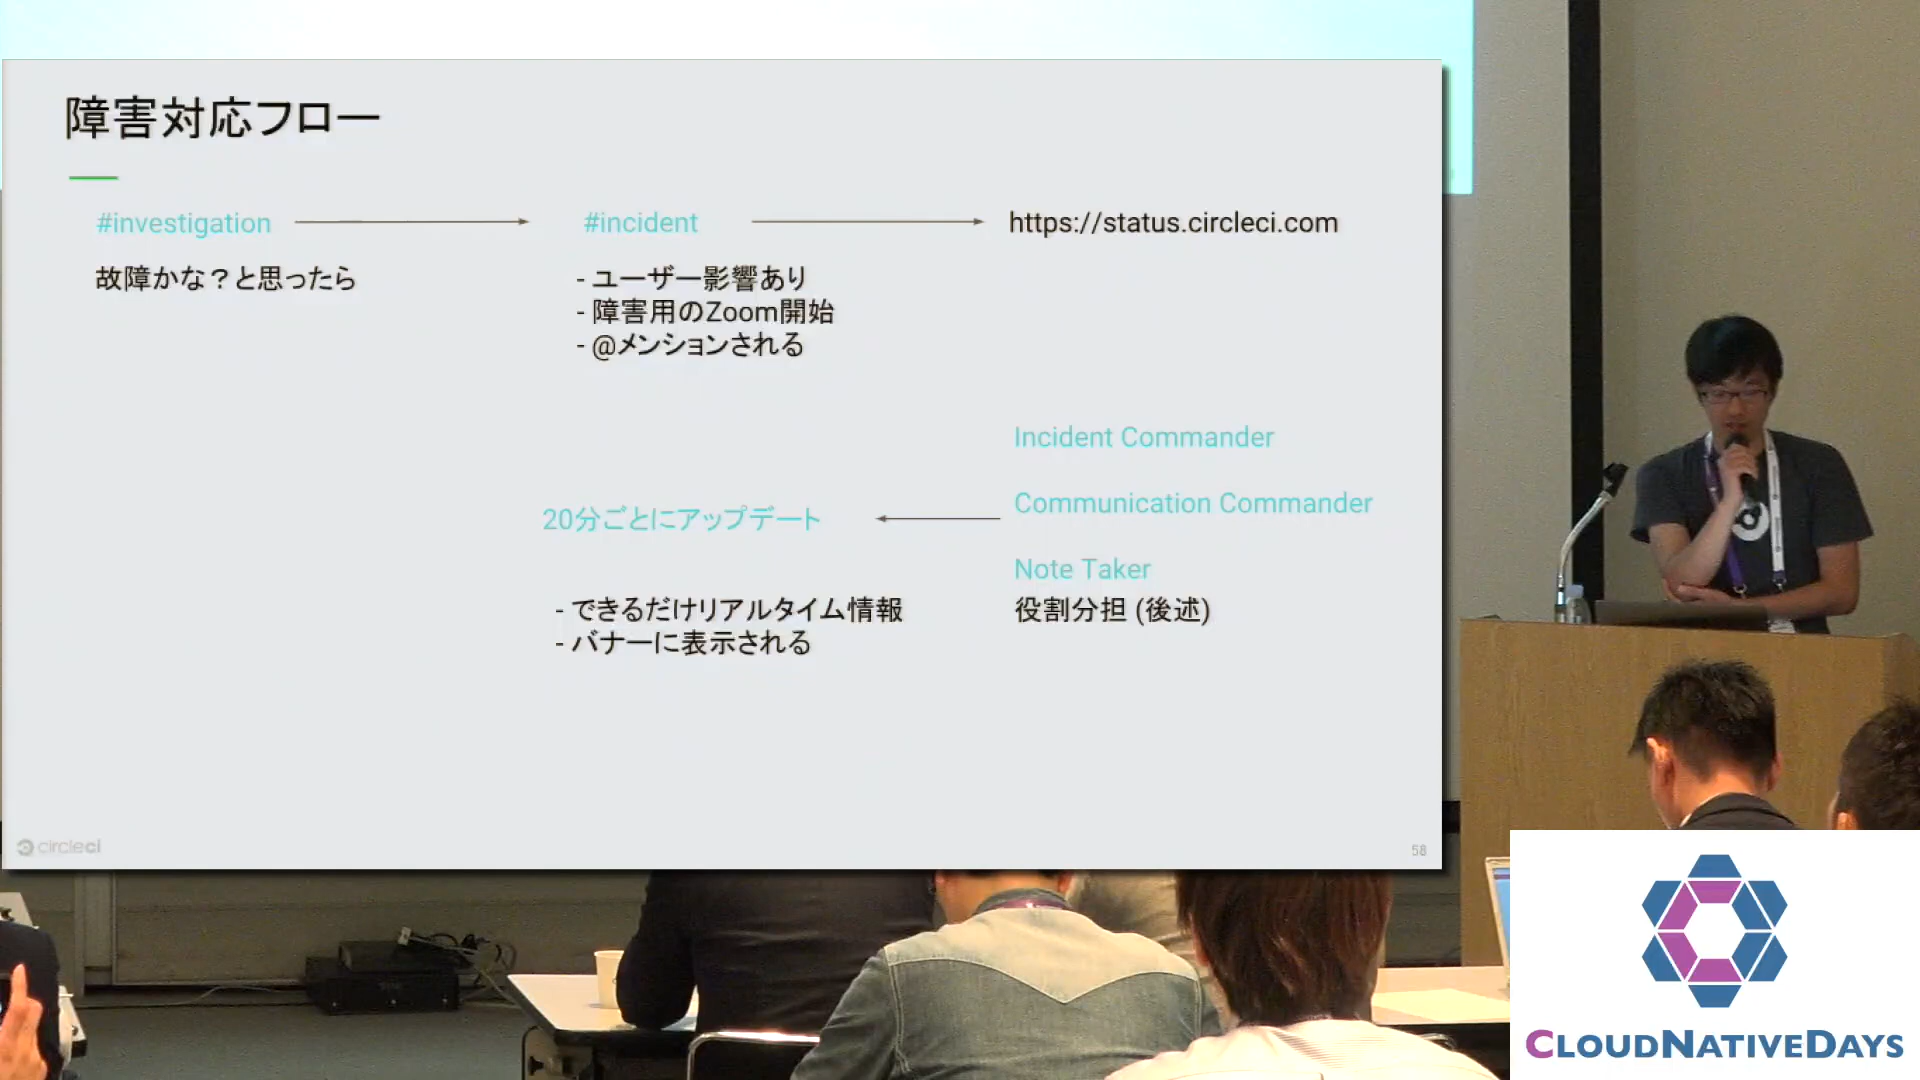 障害対応フロー
#investigation
故障かな？と思ったら
#incident
- ユーザー影響あり
- 障害用のZoom開始
- @メンションされる
https://status.circleci.com
Incident Commander
Communication Commander
Note Taker
役割分担 (後述)
20分ごとにアップデート
- できるだけリアルタイム情報
- バナーに表示される
circleci
58
CLOUDNATIVEDAYS